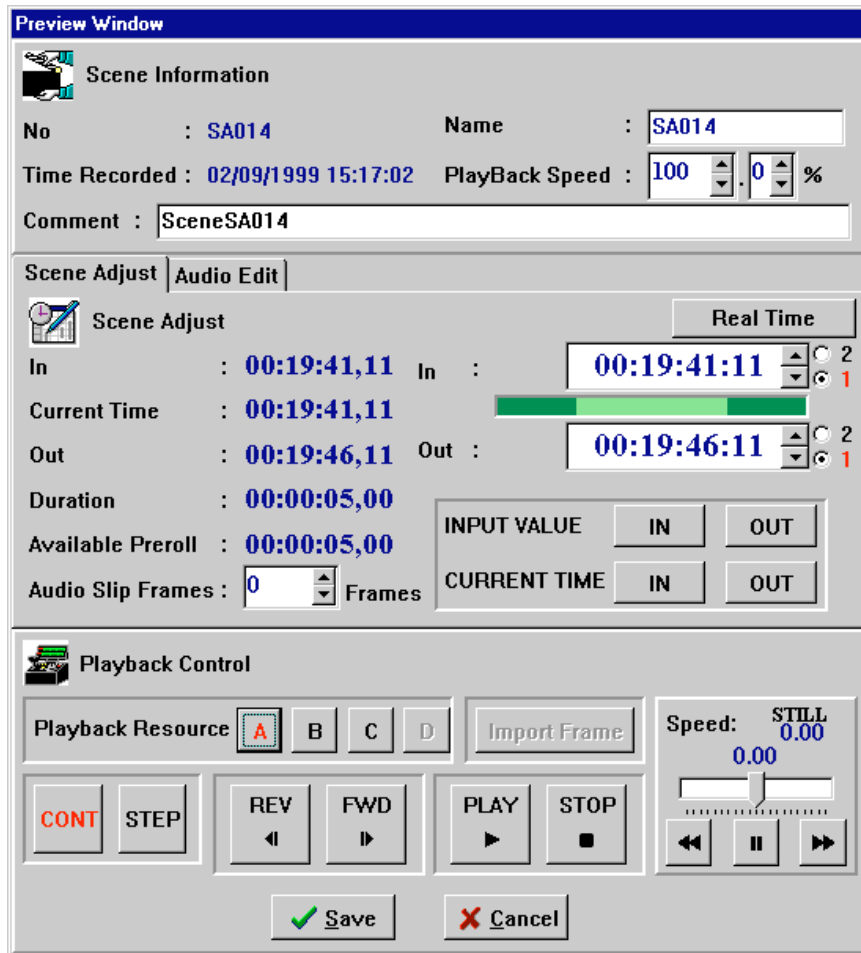 Preview Window
Scene Information
No : SA014
Name : SA014
Time Recorded : 02/09/1999 15:17:02
PlayBack Speed : 100 . 0 %
Comment : SceneSA014
Scene Adjust
Audio Edit
Scene Adjust
Real Time
In : 00:19:41,11
In : 00:19:41:11
2
1
Current Time : 00:19:41,11
Out : 00:19:46,11
Out : 00:19:46:11
2
1
Duration : 00:00:05,00
Available Preroll : 00:00:05,00
Audio Slip Frames : 0 Frames
INPUT VALUE IN OUT
CURRENT TIME IN OUT
Playback Control
Playback Resource A B C D
Import Frame
Speed: STILL
0.00
0.00
CONT STEP
REV FWD
PLAY STOP
Save
Cancel